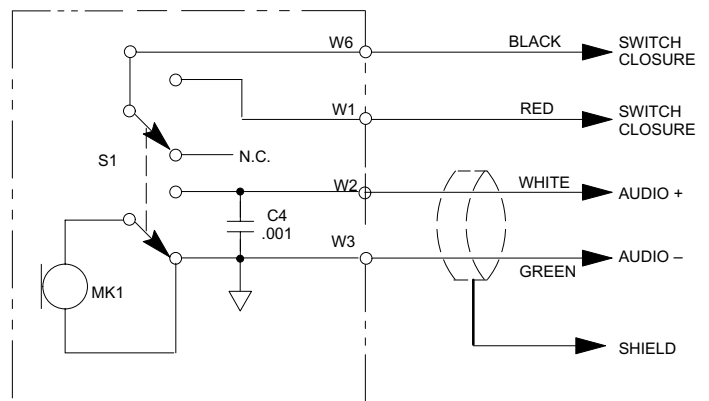 W6
BLACK
SWITCH
CLOSURE
W1
RED
SWITCH
CLOSURE
S1
N.C.
W2
WHITE
AUDIO +
C4
.001
W3
GREEN
AUDIO –
MK1
SHIELD